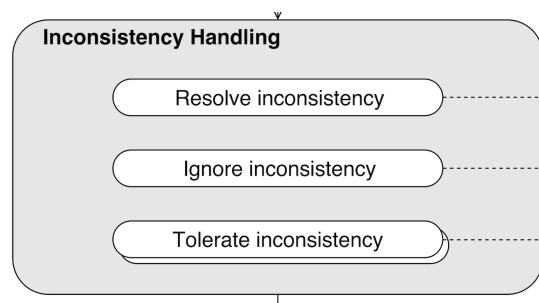 Inconsistency Handling
Resolve inconsistency
Ignore inconsistency
Tolerate inconsistency